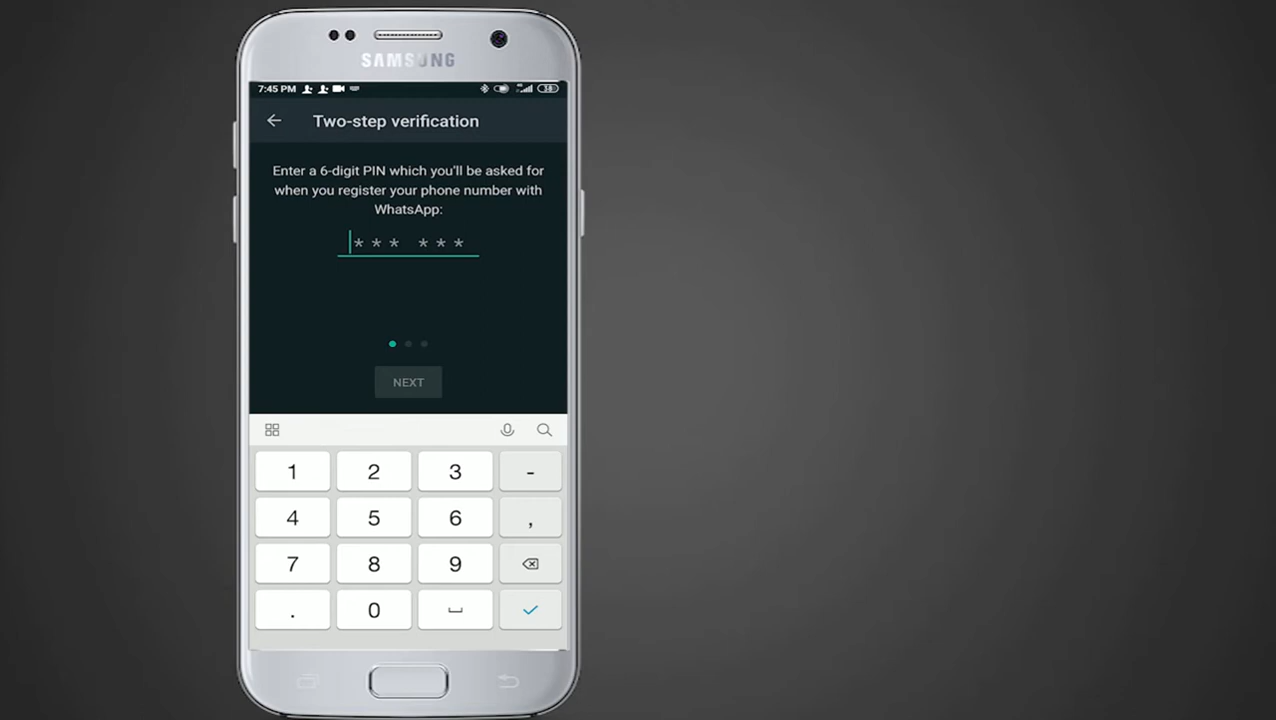 SAMSUNG
7:45 PM
Two-step verification
Enter a 6-digit PIN which you'll be asked for
when you register your phone number with
WhatsApp:
*** ***
NEXT
1 2 3 -
4 5 6 ,
7 8 9
. 0